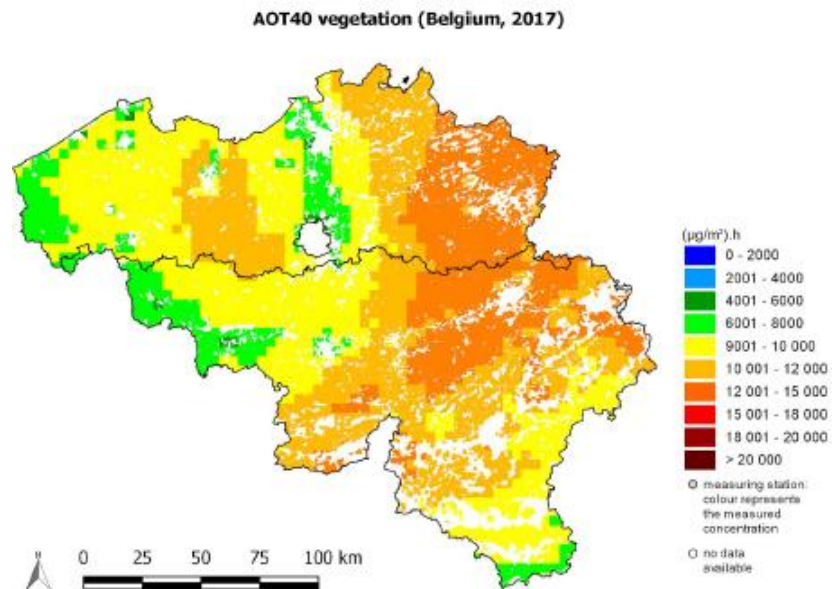 AOT40 vegetation (Belgium, 2017)
(µg/m³).h
0 - 2000
2001 - 4000
4001 - 6000
6001 - 8000
9001 - 10 000
10 001 - 12 000
12 001 - 15 000
15 001 - 18 000
18 001 - 20 000
> 20 000
measuring station:
colour represents
the measured
concentration
no data
available
N
0 25 50 75 100 km